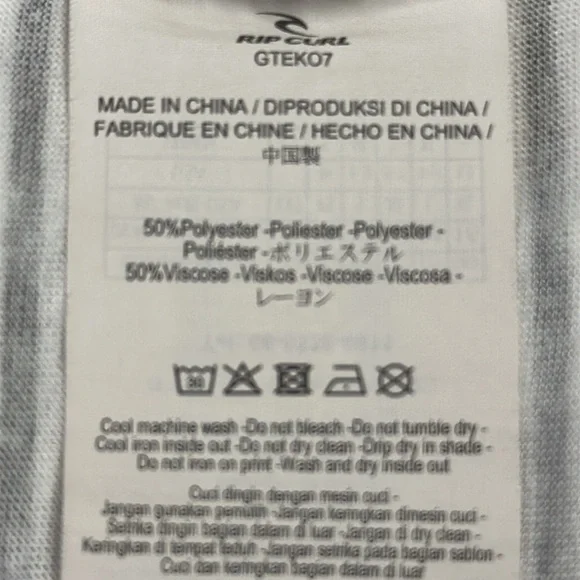 RIP CURL
GTEKO7
MADE IN CHINA / DIPRODUKSI DI CHINA /
FABRIQUE EN CHINE / HECHO EN CHINA /
中国製
50%Polyester -Poliester -Polyester -
Poliéster -ポリエステル
50%Viscose -Viskos -Viscose -Viscosa -
レーヨン
30
Cool machine wash -Do not bleach -Do not tumble dry -
Cool iron inside out -Do not dry clean -Drip dry in shade -
Do not iron on print -Wash and dry inside out
Cuci dingin dengan mesin cuci -
Jangan gunakan pemutih -Jangan keringkan dimesin cuci -
Setrika dingin bagian dalam di luar -Jangan di dry clean -
Keringkan di tempat teduh -Jangan setrika pada bagian sablon -
Cuci dan keringkan bagian dalam di luar